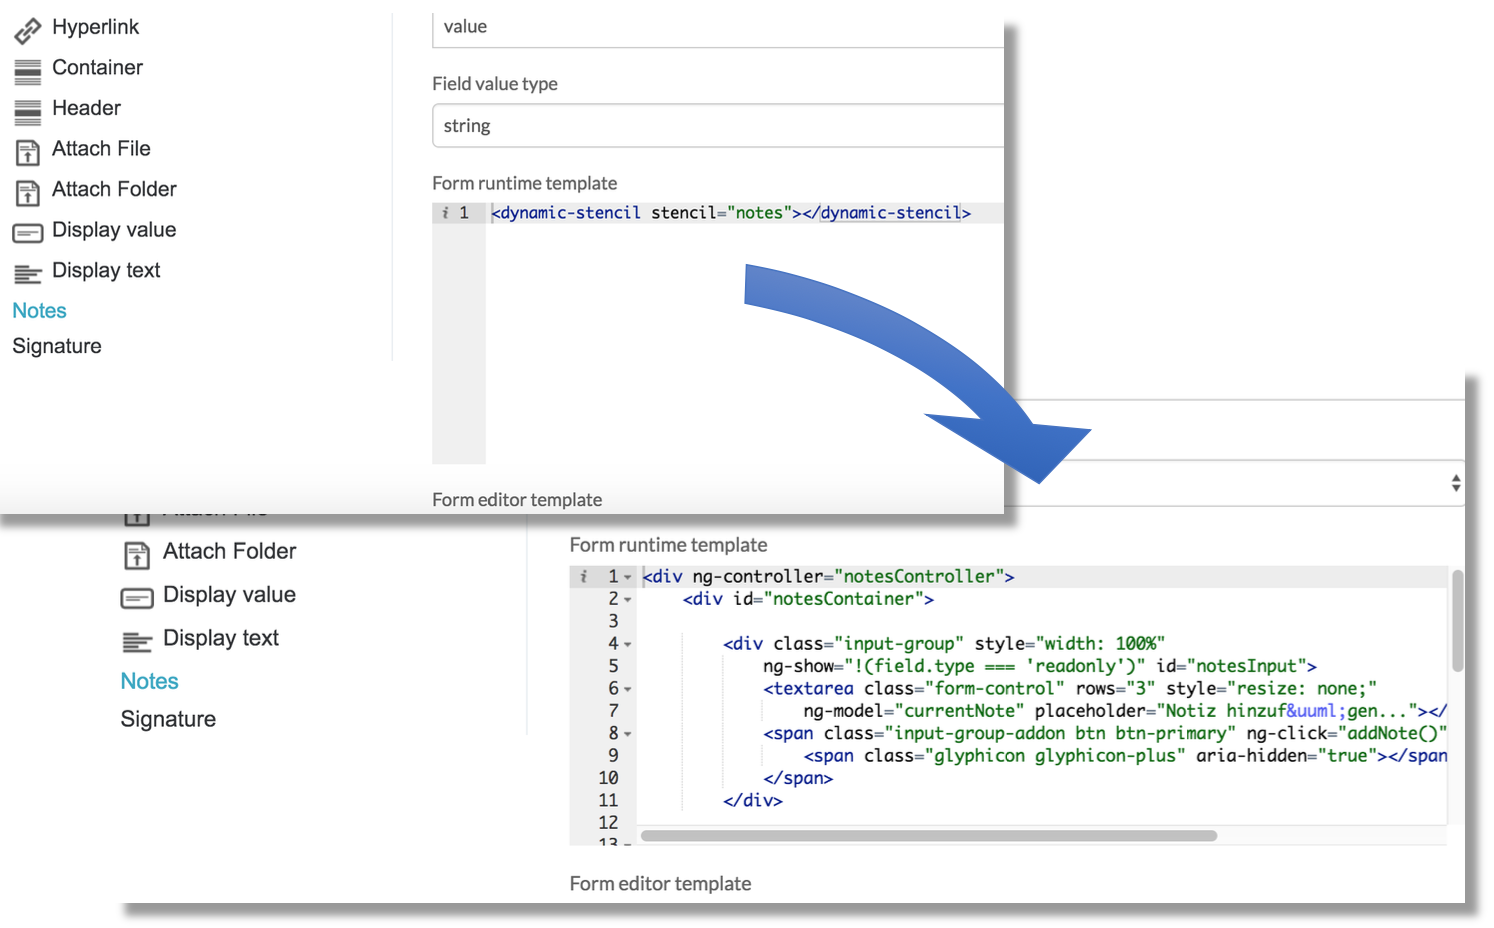 Hyperlink
Container
Header
Attach File
Attach Folder
Display value
Display text
Notes
Signature
value
Field value type
string
Form runtime template
i 1 <dynamic-stencil stencil="notes"></dynamic-stencil>
Form editor template
Attach File
Attach Folder
Display value
Display text
Notes
Signature
Form runtime template
i 1 <div ng-controller="notesController">
2 <div id="notesContainer">
3
4 <div class="input-group" style="width: 100%"
5 ng-show="!(field.type === 'readonly')" id="notesInput">
6 <textarea class="form-control" rows="3" style="resize: none;"
7 ng-model="currentNote" placeholder="Notiz hinzuf&uuml;gen..."></
8 <span class="input-group-addon btn btn-primary" ng-click="addNote()"
9 <span class="glyphicon glyphicon-plus" aria-hidden="true"></span
10 </span>
11 </div>
12
13
Form editor template